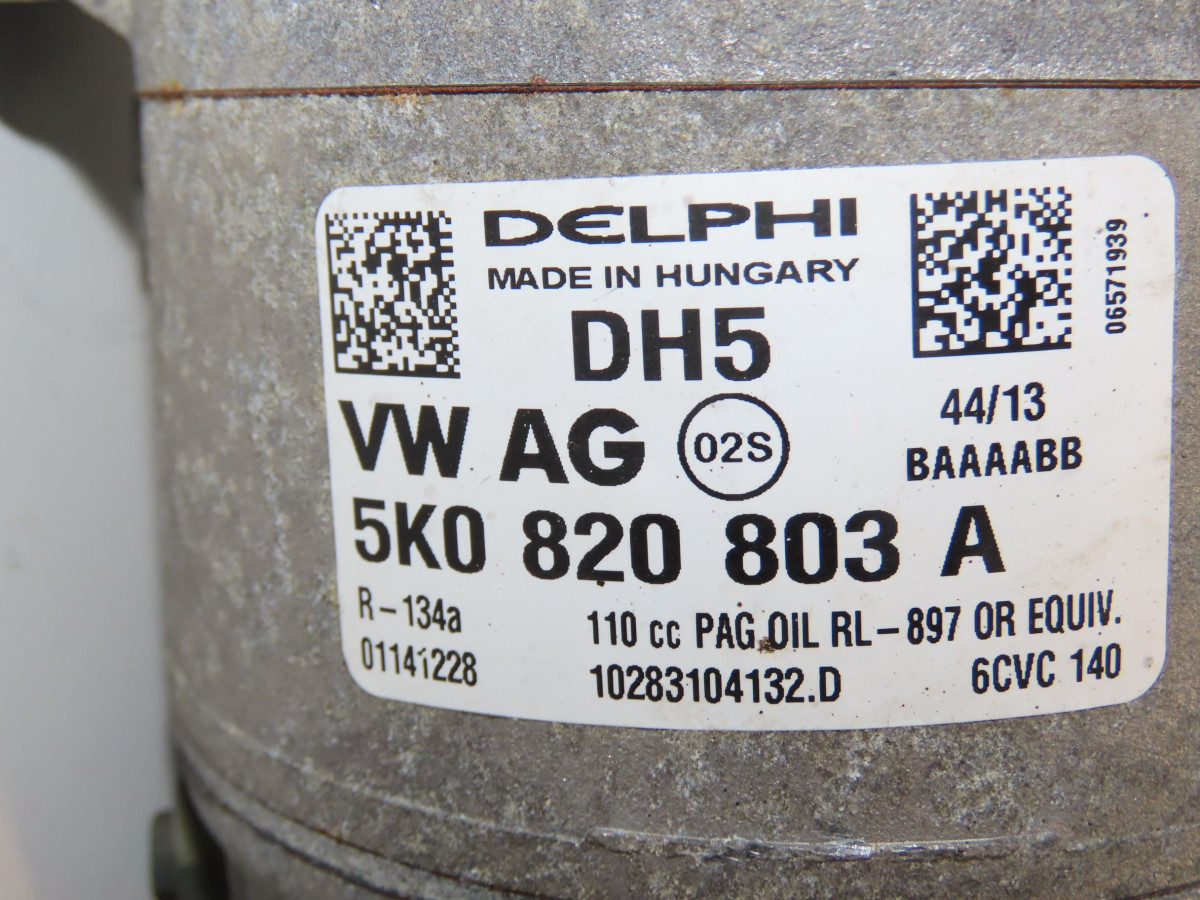 DELPHI
MADE IN HUNGARY
DH5
06571939
VW AG 02S
44/13
BAAAABB
5K0 820 803 A
R-134a
110 cc PAG OIL RL-897 OR EQUIV.
01141228
10283104132.D
6CVC 140